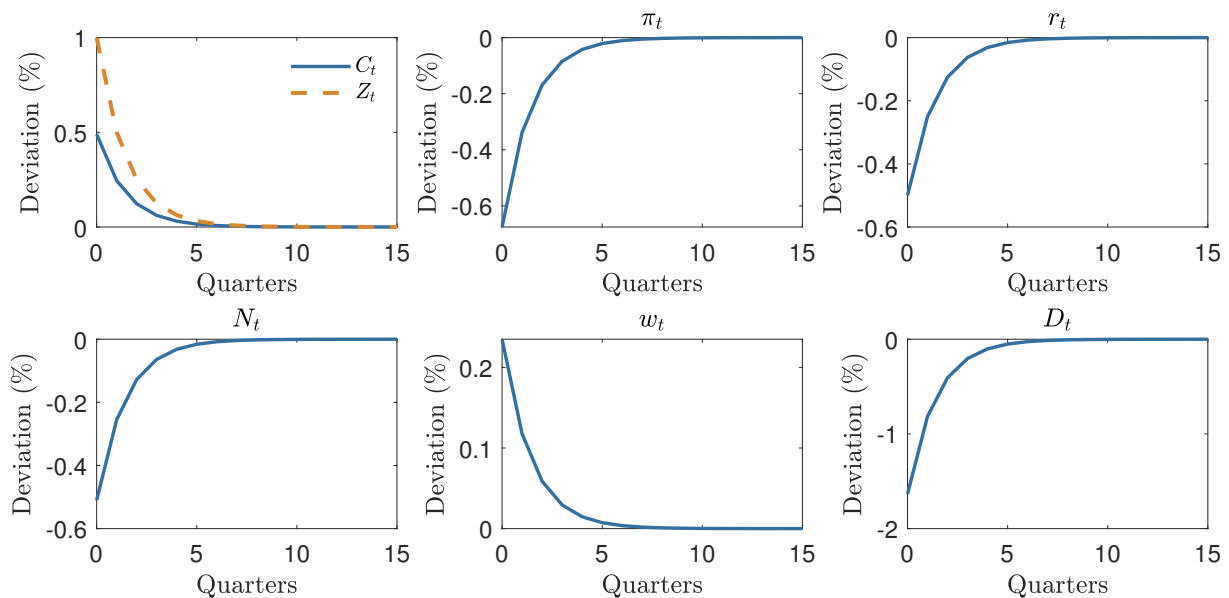 π_t
r_t
1
0.5
0
Deviation (%)
C_t
Z_t
0
5
10
15
Quarters
0
-0.2
-0.4
-0.6
Deviation (%)
0
5
10
15
Quarters
0
-0.2
-0.4
-0.6
Deviation (%)
0
5
10
15
Quarters
N_t
w_t
D_t
0
-0.2
-0.4
-0.6
Deviation (%)
0
5
10
15
Quarters
0.2
0.1
0
Deviation (%)
0
5
10
15
Quarters
0
-1
-2
Deviation (%)
0
5
10
15
Quarters